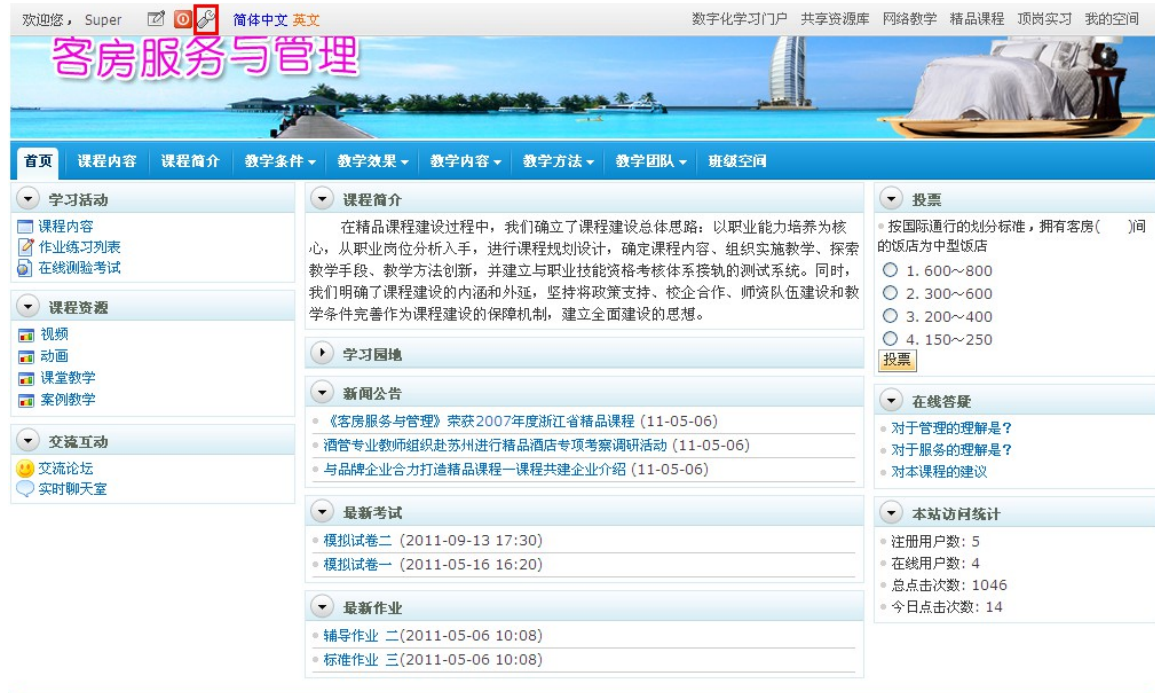 欢迎您， Super 简体中文 英文 数字化学习门户 共享资源库 网络教学 精品课程 顶岗实习 我的空间
客房服务与管理
首页 课程内容 课程简介 教学条件 教学效果 教学内容 教学方法 教学团队 班级空间
学习活动
课程内容
作业练习列表
在线测验考试
课程资源
视频
动画
课堂教学
案例教学
交流互动
交流论坛
实时聊天室
课程简介
在精品课程建设过程中，我们确立了课程建设总体思路：以职业能力培养为核
心，从职业岗位分析入手，进行课程规划设计，确定课程内容、组织实施教学、探索
教学手段、教学方法创新，并建立与职业技能资格考核体系接轨的测试系统。同时，
我们明确了课程建设的内涵和外延，坚持将政策支持、校企合作、师资队伍建设和教
学条件完善作为课程建设的保障机制，建立全面建设的思想。
学习园地
新闻公告
《客房服务与管理》荣获2007年度浙江省精品课程 (11-05-06)
酒管专业教师组织赴苏州进行精品酒店专项考察调研活动 (11-05-06)
与品牌企业合力打造精品课程—课程共建企业介绍 (11-05-06)
最新考试
模拟试卷二 (2011-09-13 17:30)
模拟试卷一 (2011-05-16 16:20)
最新作业
辅导作业 二(2011-05-06 10:08)
标准作业 三(2011-05-06 10:08)
投票
按国际通行的划分标准，拥有客房( )间
的饭店为中型饭店
1. 600～800
2. 300～600
3. 200～400
4. 150～250
投票
在线答疑
对于管理的理解是?
对于服务的理解是?
对本课程的建议
本站访问统计
注册用户数: 5
在线用户数: 4
总点击次数: 1046
今日点击次数: 14